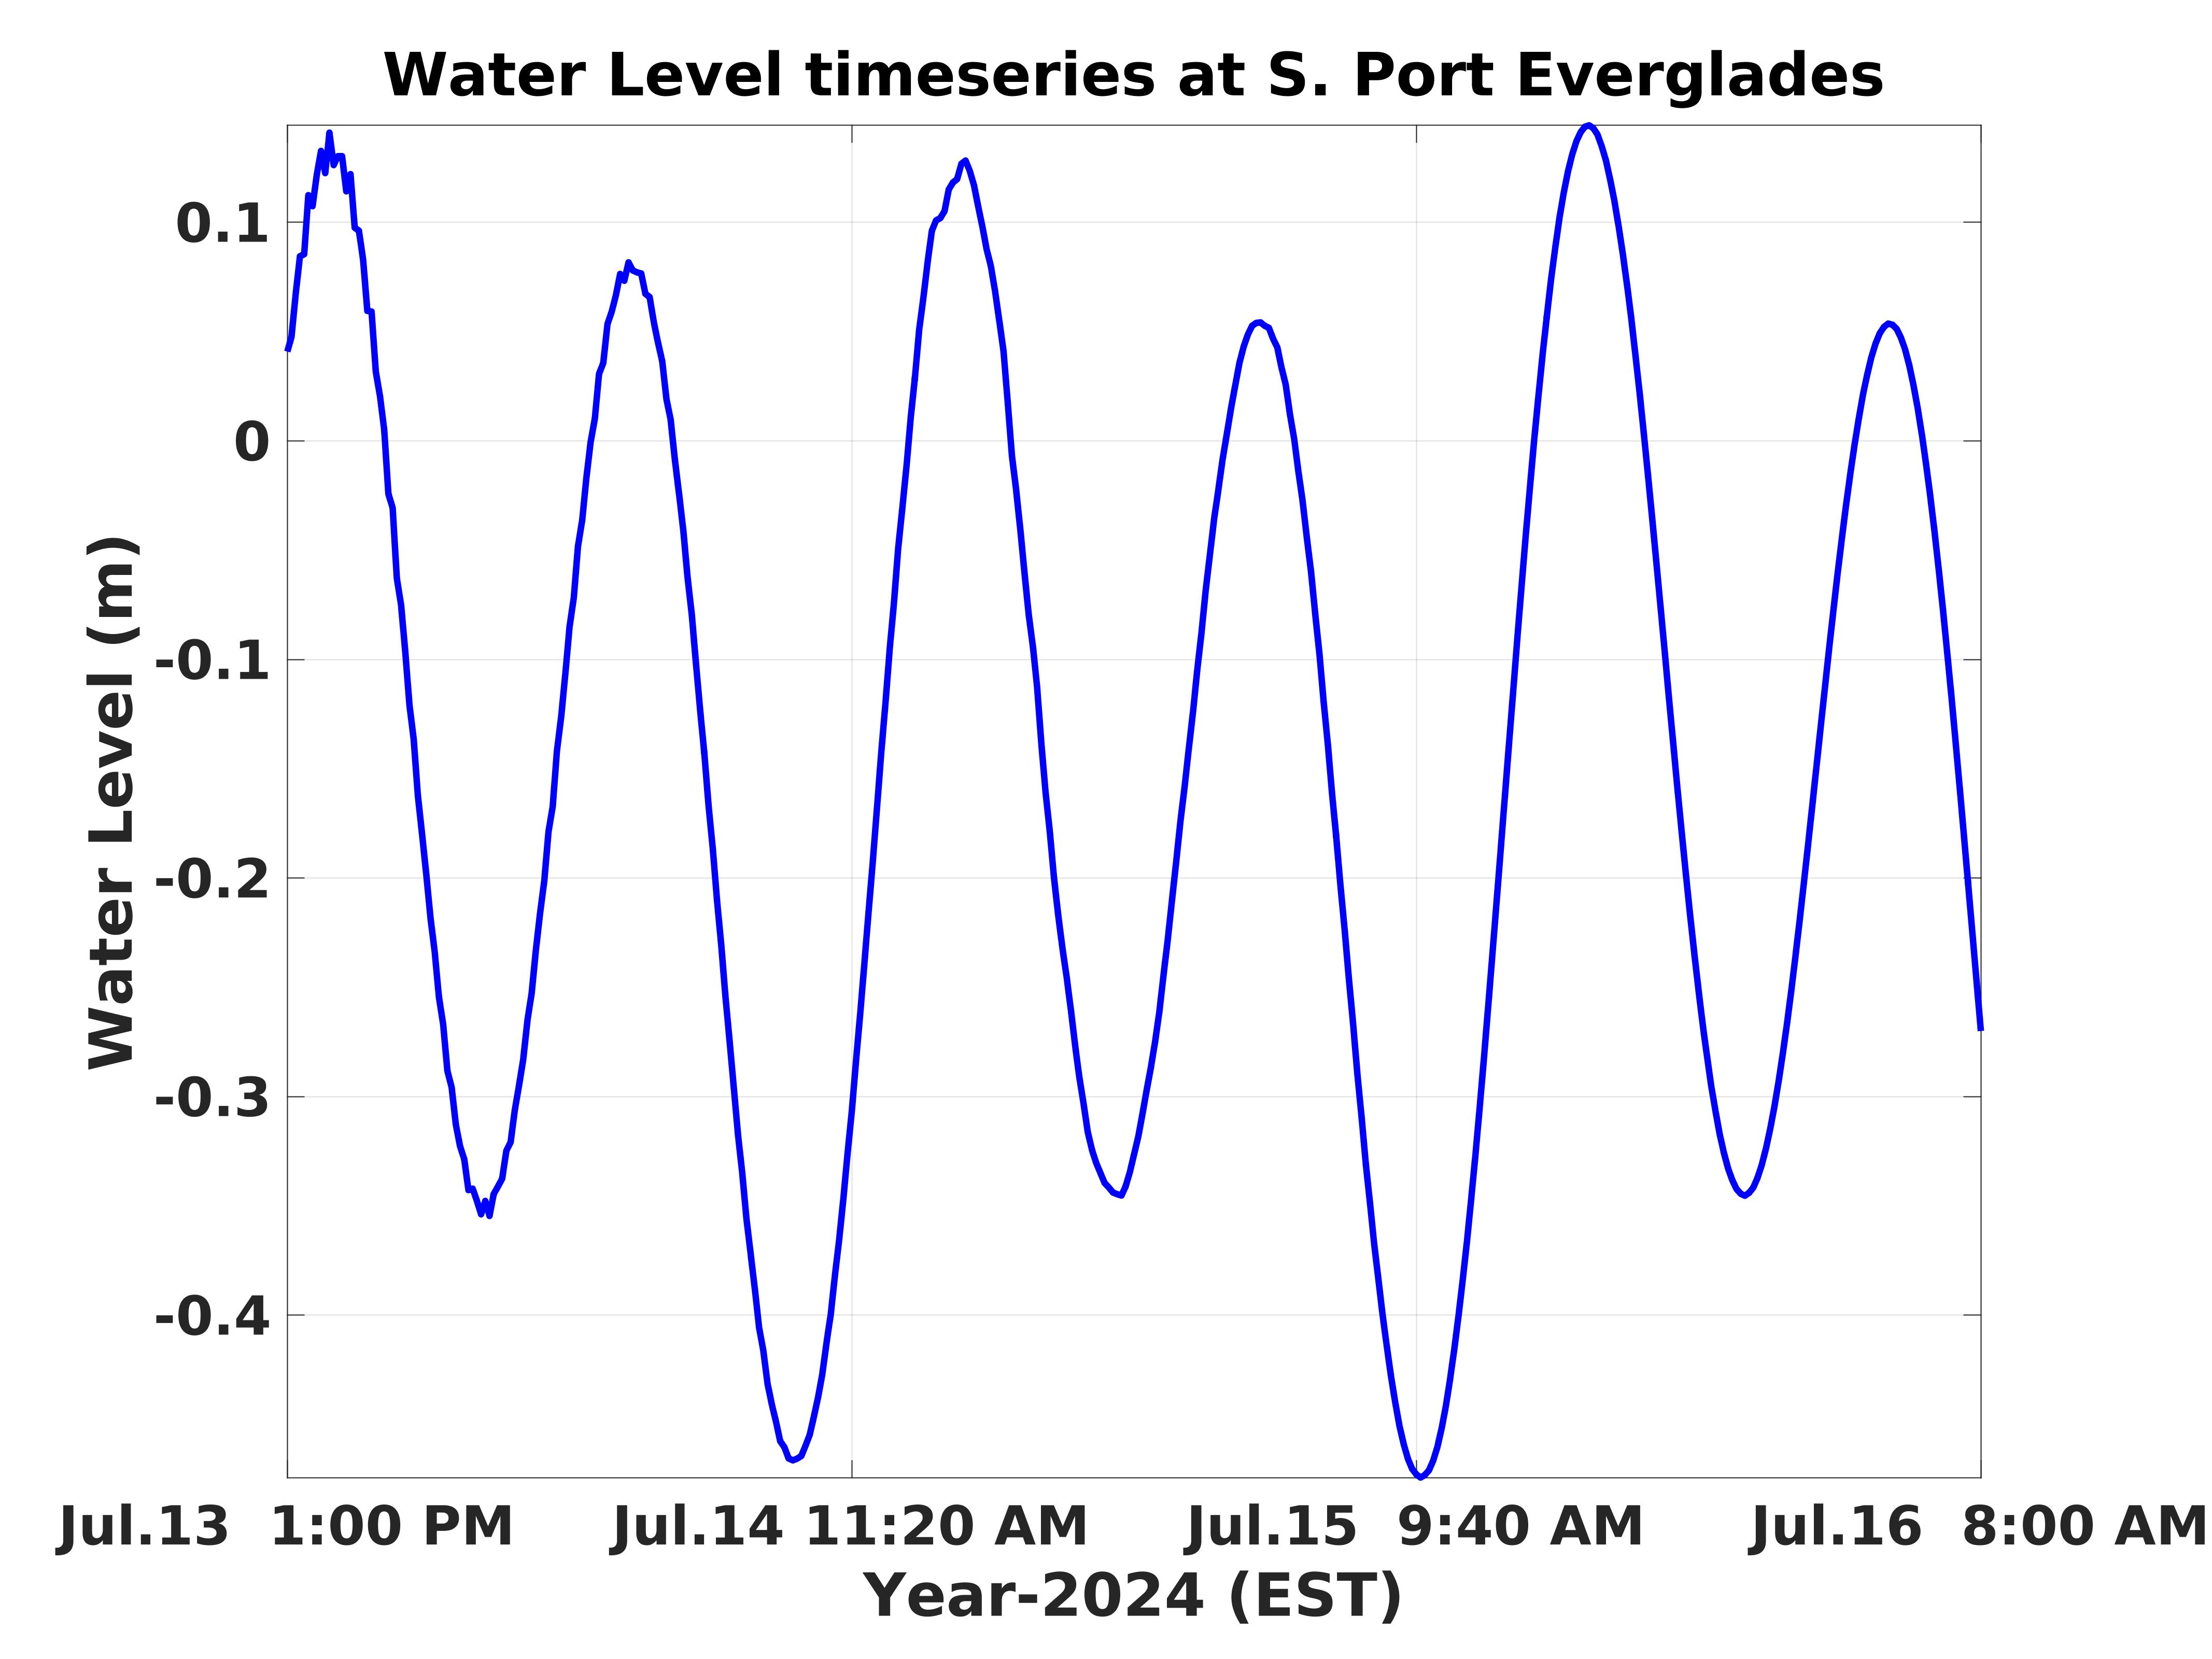 Water Level timeseries at S. Port Everglades
0.1
0
-0.1
-0.2
-0.3
-0.4
Water Level (m)
Jul.13  1:00 PM
Jul.14 11:20 AM
Jul.15  9:40 AM
Jul.16  8:00 AM
Year-2024 (EST)